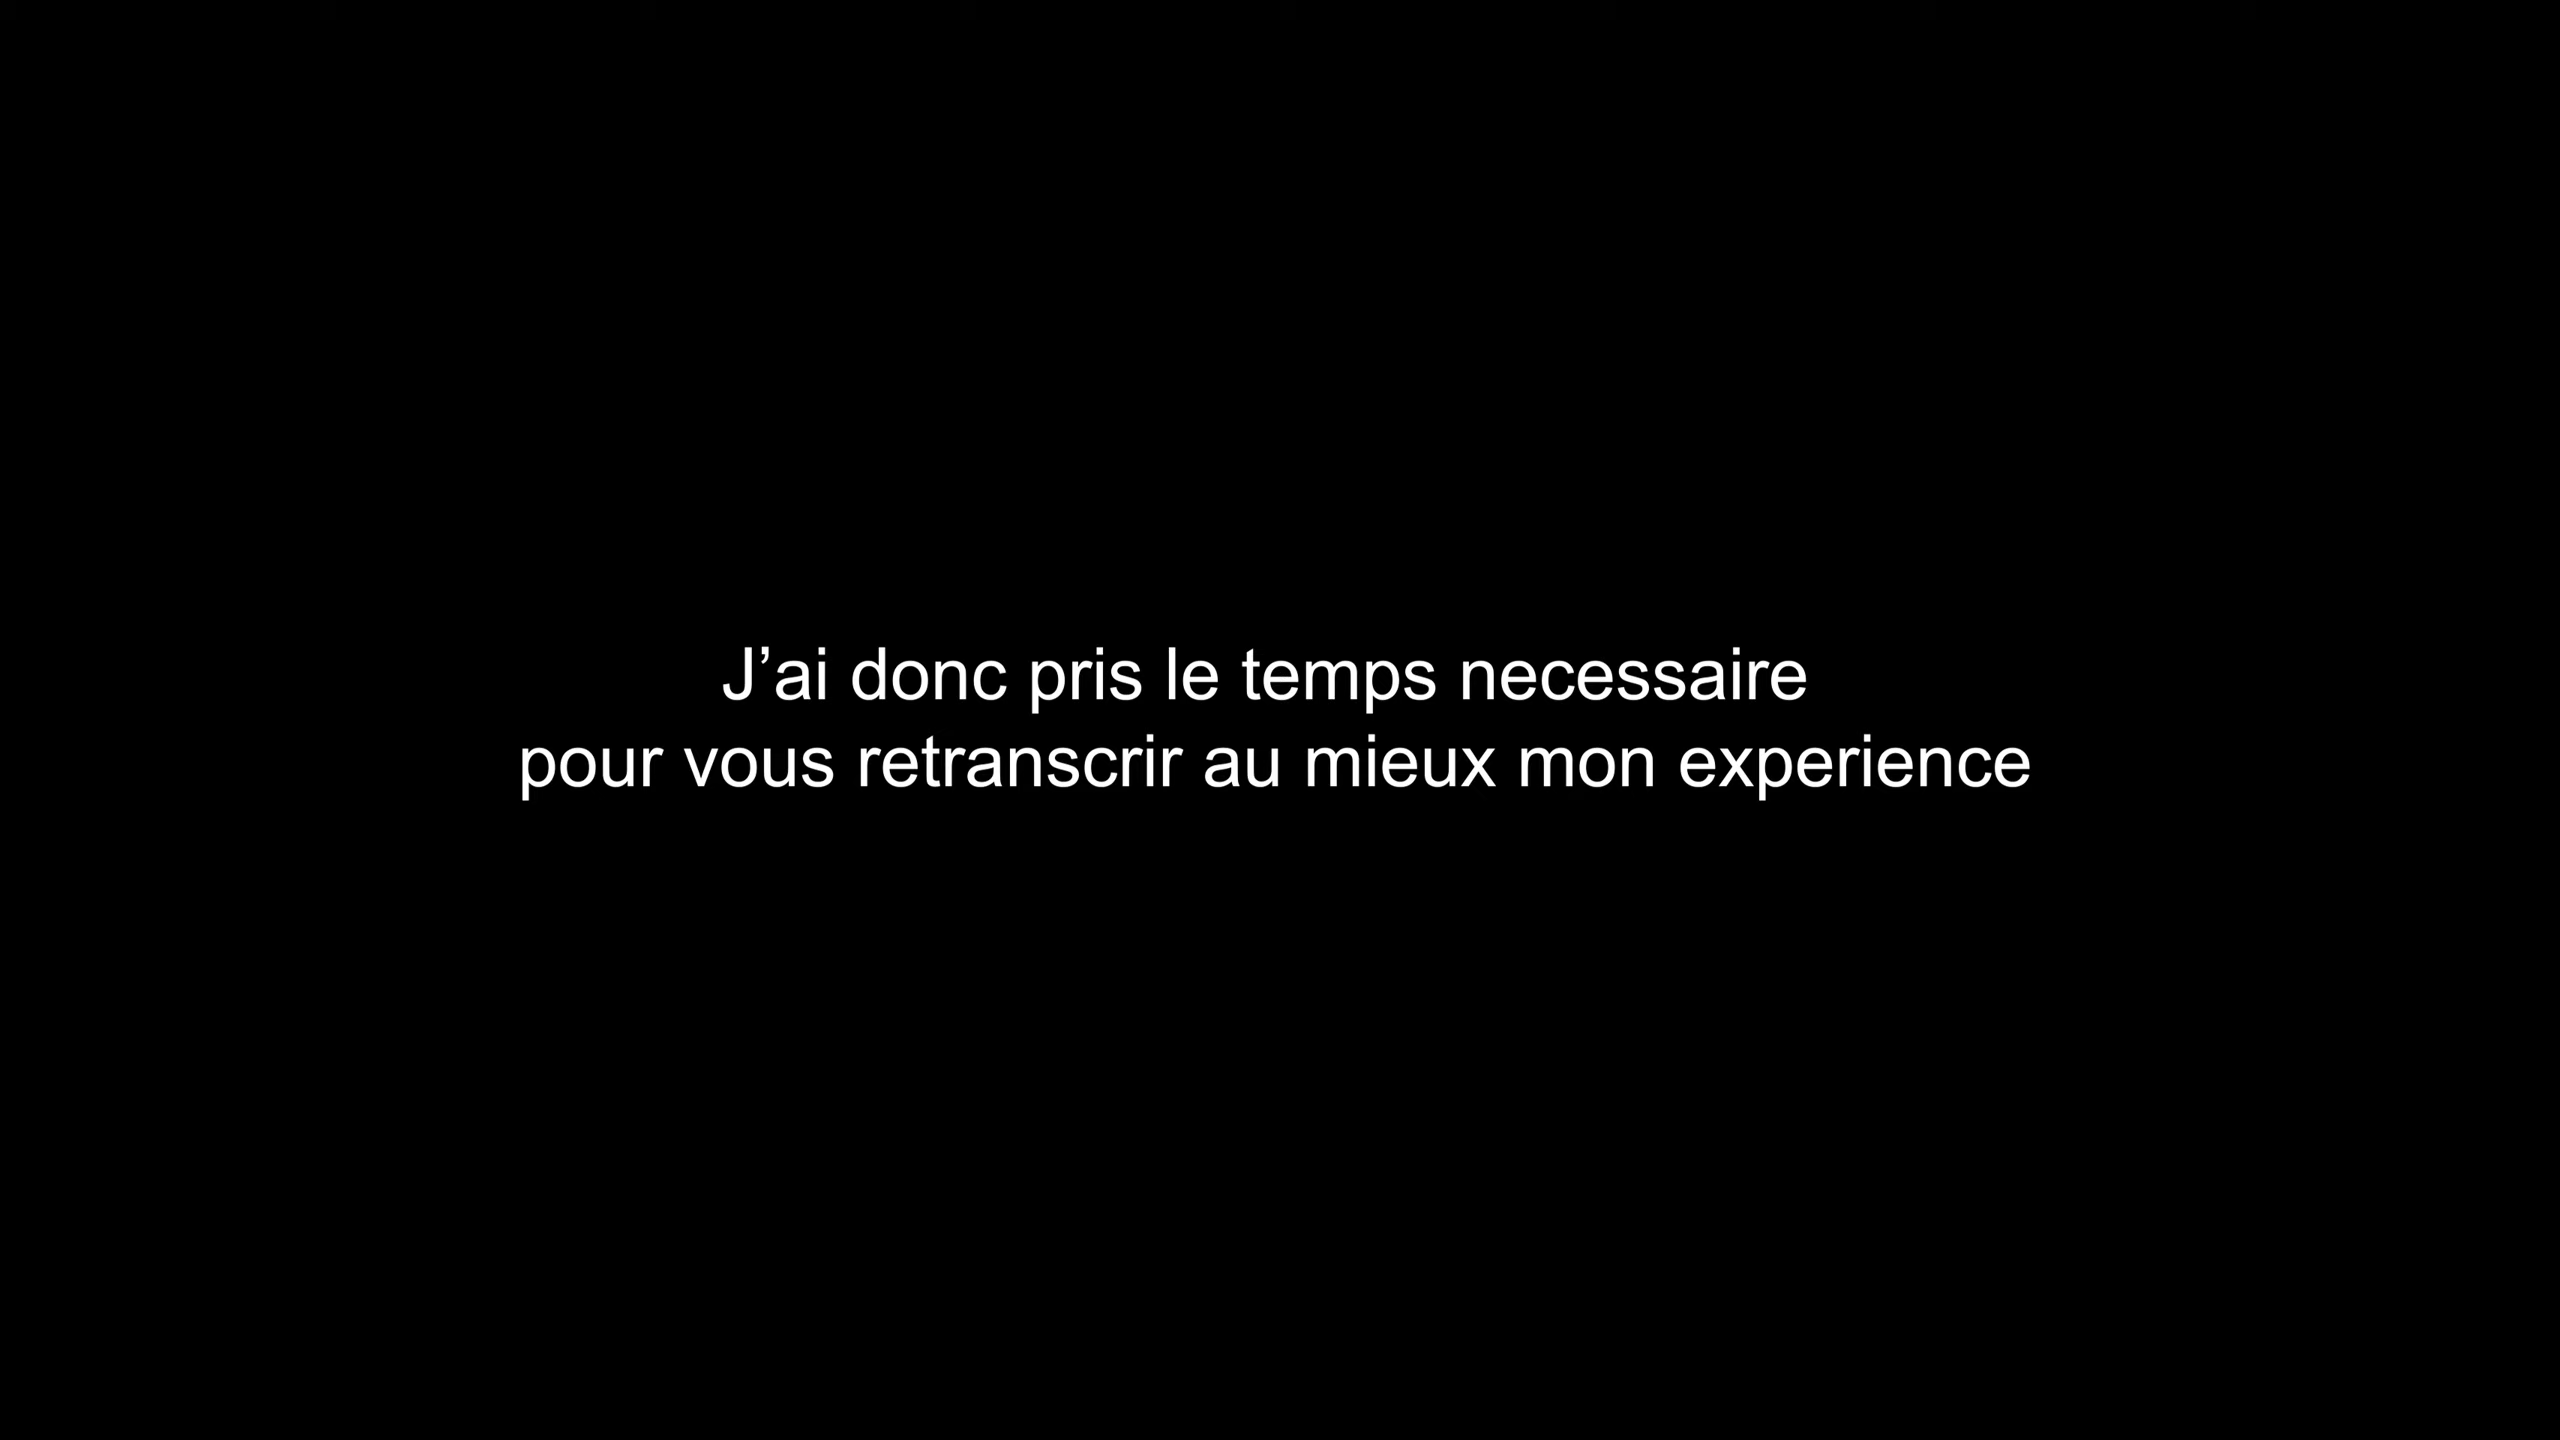 J’ai donc pris le temps necessaire
pour vous retranscrir au mieux mon experience